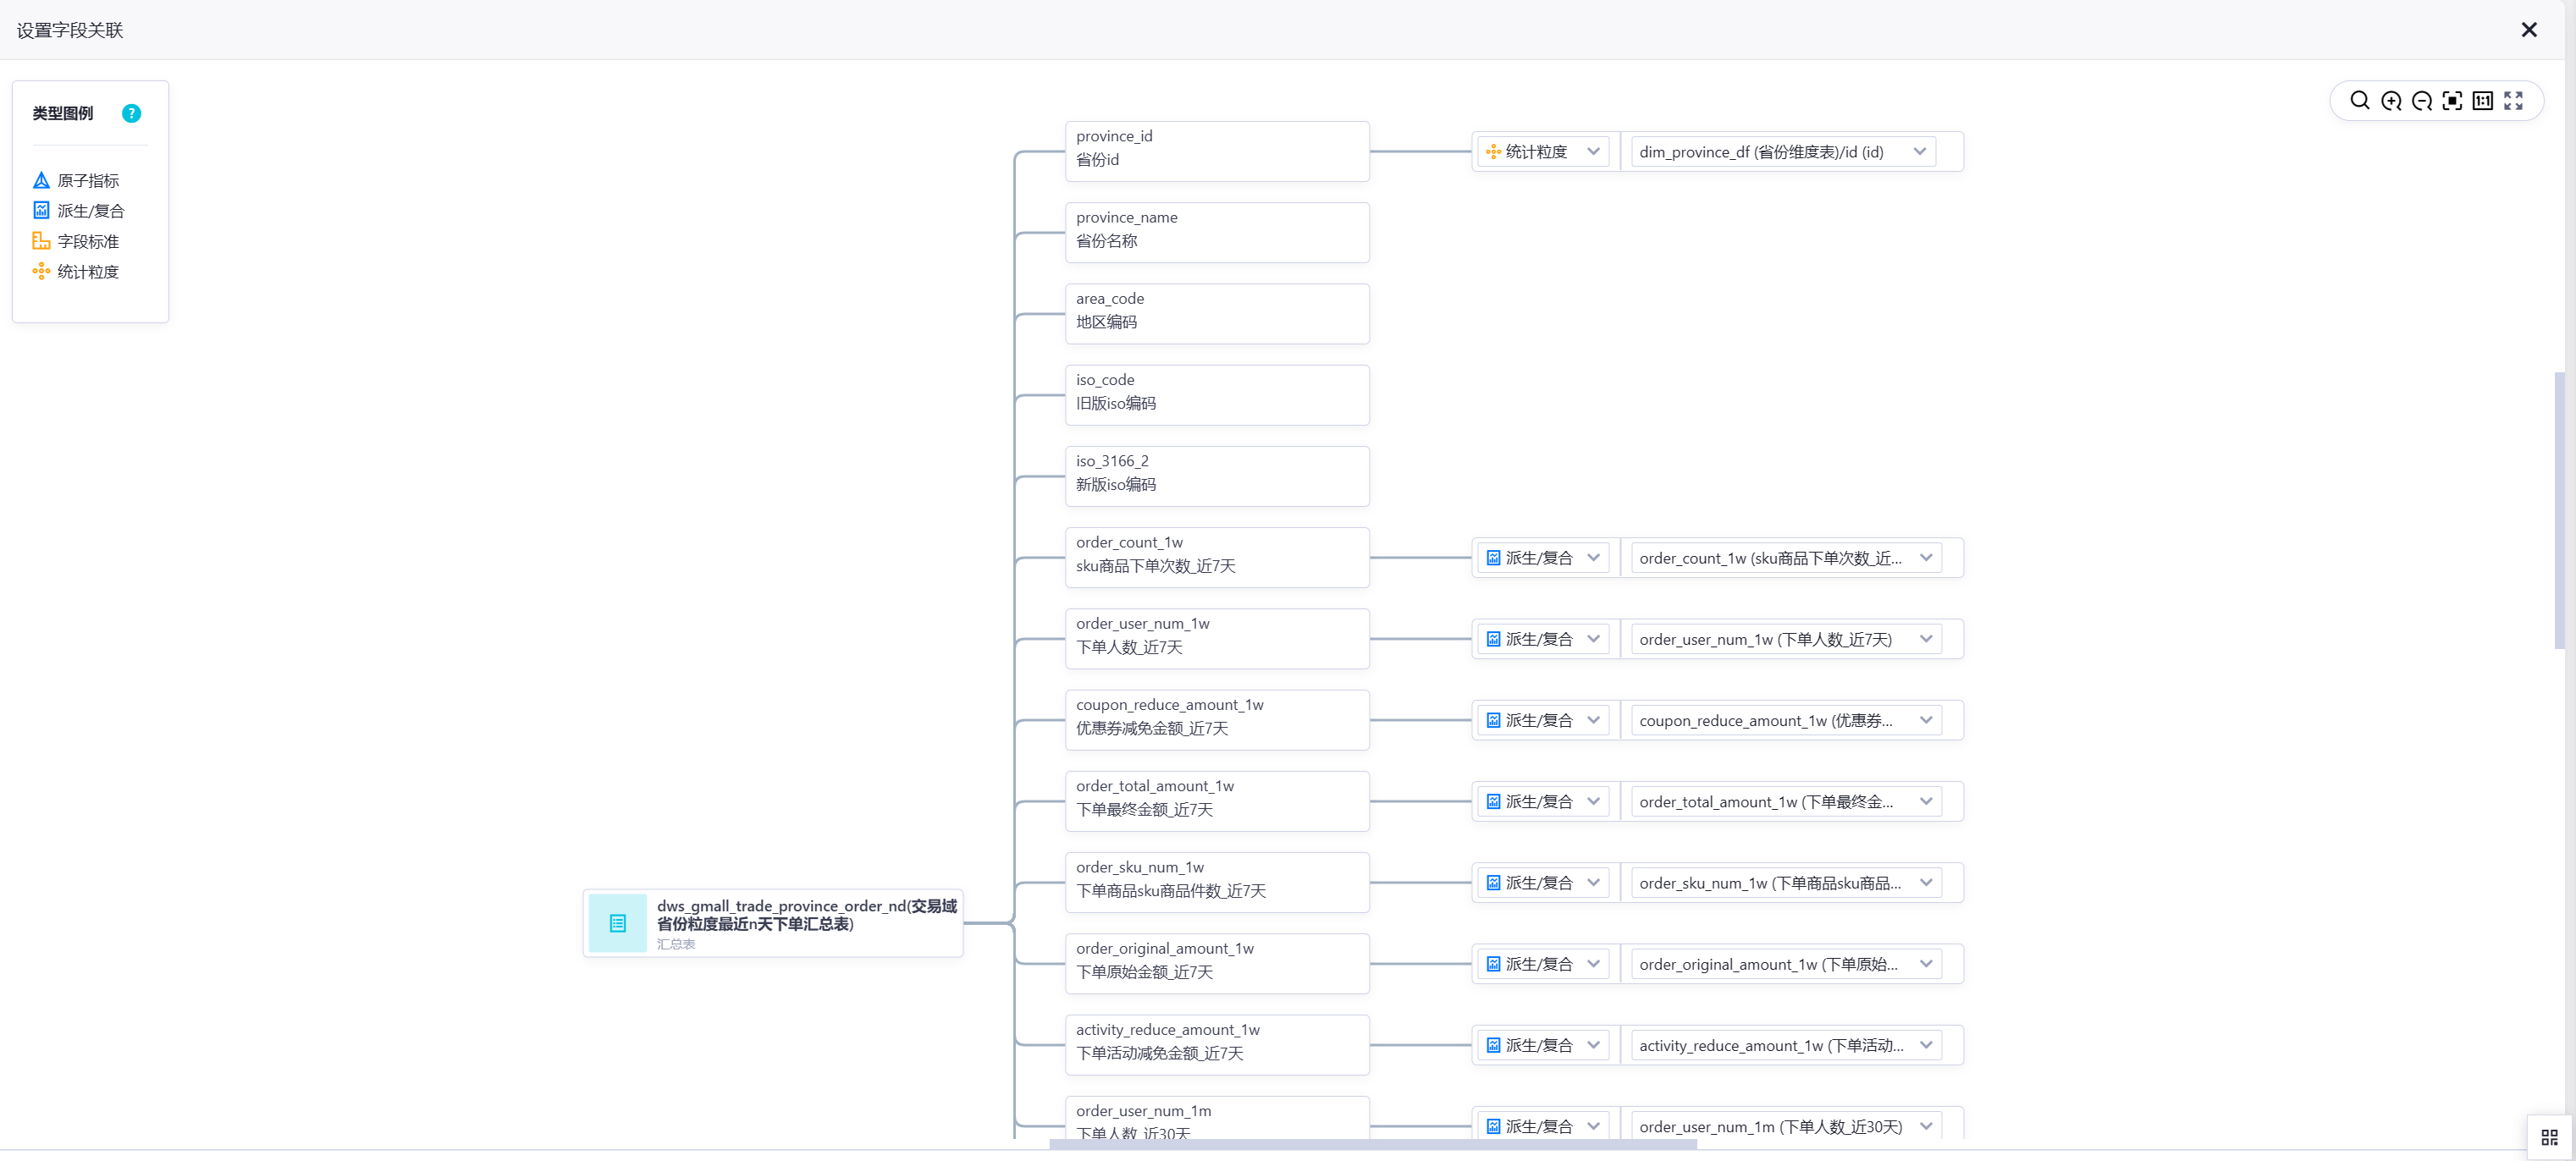 设置字段关联
类型图例
?
原子指标
派生/复合
字段标准
统计粒度
1:1
province_id
省份id
统计粒度
dim_province_df (省份维度表)/id (id)
province_name
省份名称
area_code
地区编码
iso_code
旧版iso编码
iso_3166_2
新版iso编码
order_count_1w
sku商品下单次数_近7天
派生/复合
order_count_1w (sku商品下单次数_近...
order_user_num_1w
下单人数_近7天
派生/复合
order_user_num_1w (下单人数_近7天)
coupon_reduce_amount_1w
优惠券减免金额_近7天
派生/复合
coupon_reduce_amount_1w (优惠券...
order_total_amount_1w
下单最终金额_近7天
派生/复合
order_total_amount_1w (下单最终金...
order_sku_num_1w
下单商品sku商品件数_近7天
派生/复合
order_sku_num_1w (下单商品sku商品...
dws_gmall_trade_province_order_nd(交易域
省份粒度最近n天下单汇总表)
汇总表
order_original_amount_1w
下单原始金额_近7天
派生/复合
order_original_amount_1w (下单原始...
activity_reduce_amount_1w
下单活动减免金额_近7天
派生/复合
activity_reduce_amount_1w (下单活动...
order_user_num_1m
下单人数_近30天
派生/复合
order_user_num_1m (下单人数_近30天)